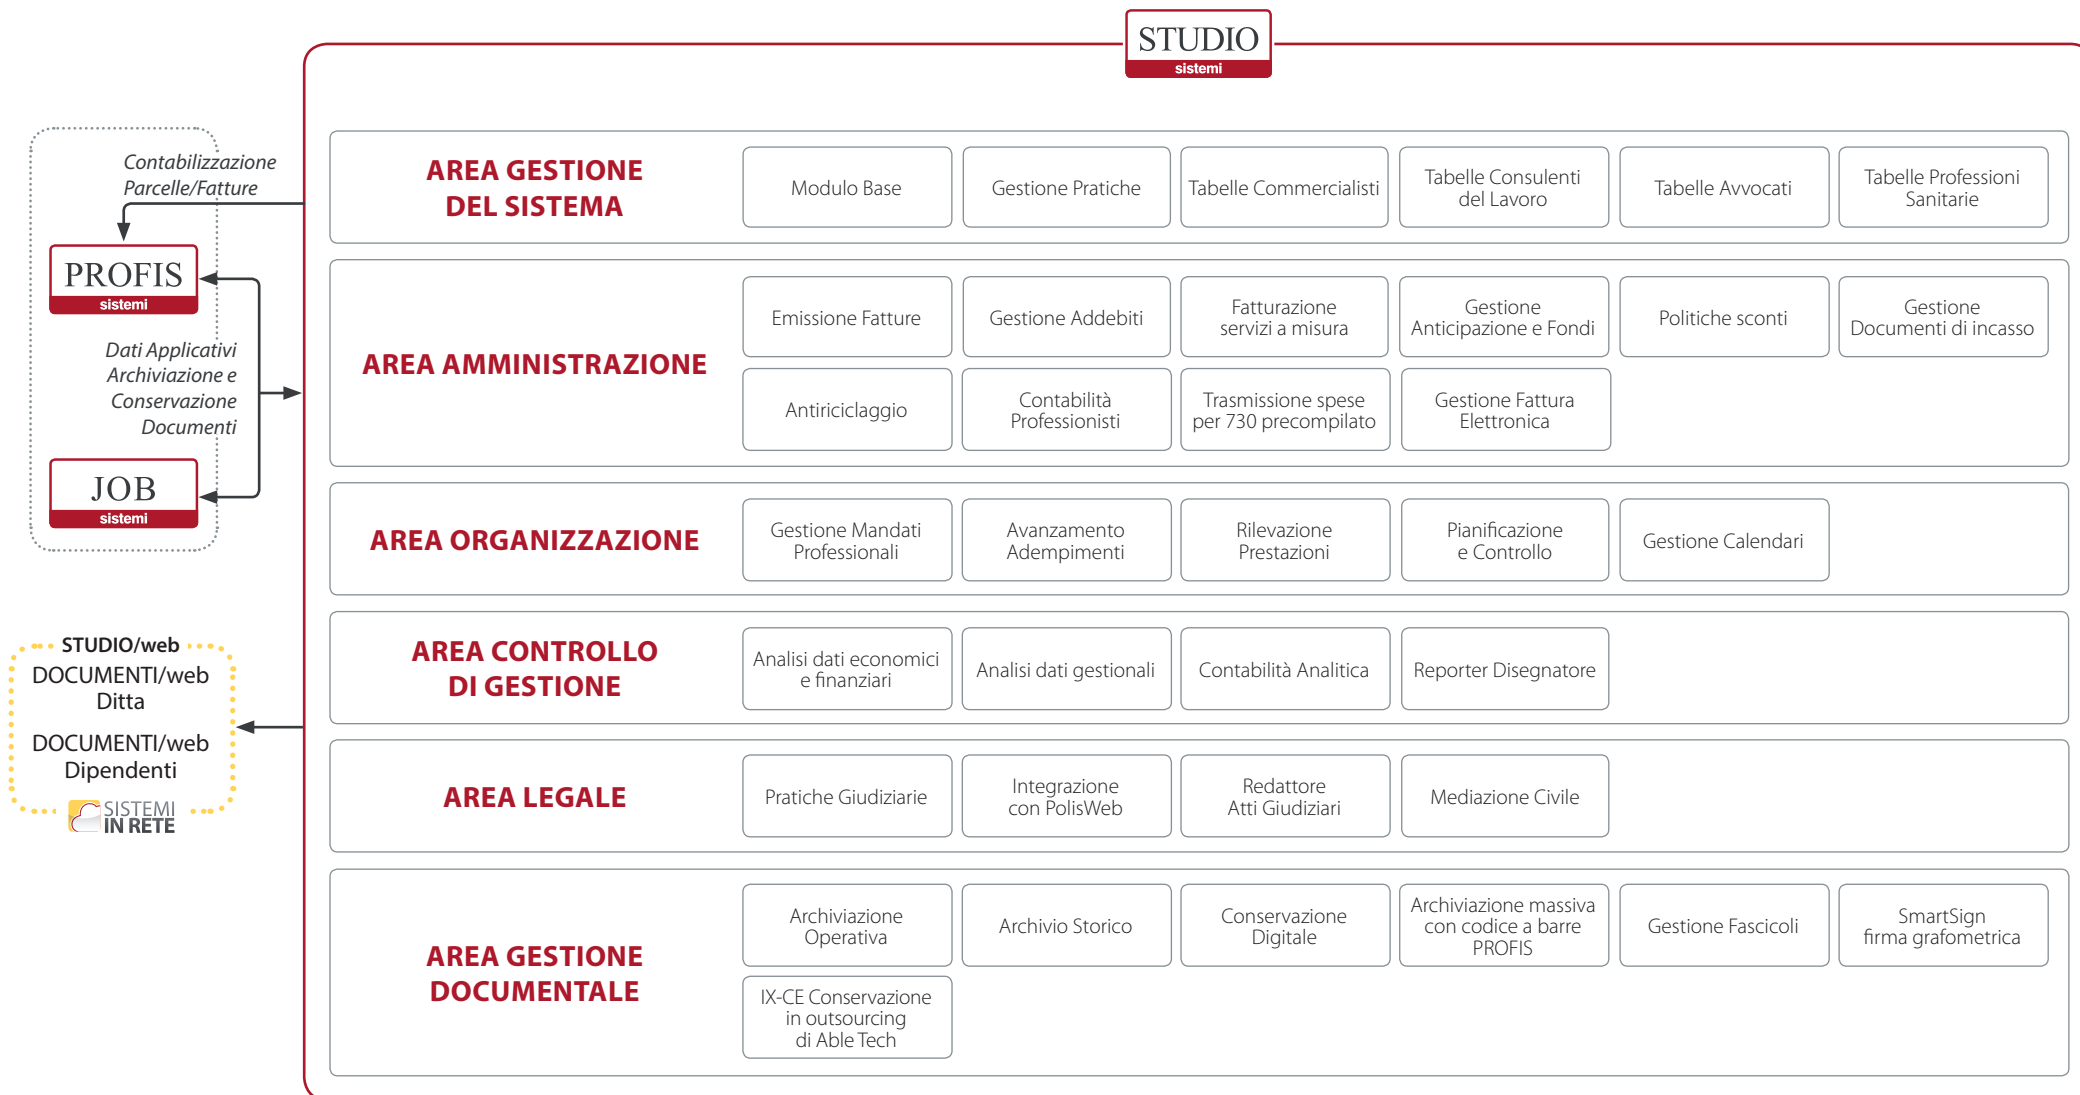 STUDIO
sistemi
Contabilizzazione
Parcelle/Fatture
PROFIS
sistemi
Dati Applicativi
Archiviazione e
Conservazione
Documenti
JOB
sistemi
STUDIO/web
DOCUMENTI/web
Ditta
DOCUMENTI/web
Dipendenti
SISTEMI
IN RETE
AREA GESTIONE
DEL SISTEMA
Modulo Base
Gestione Pratiche
Tabelle Commercialisti
Tabelle Consulenti
del Lavoro
Tabelle Avvocati
Tabelle Professioni
Sanitarie
AREA AMMINISTRAZIONE
Emissione Fatture
Gestione Addebiti
Fatturazione
servizi a misura
Gestione
Anticipazione e Fondi
Politiche sconti
Gestione
Documenti di incasso
Antiriciclaggio
Contabilità
Professionisti
Trasmissione spese
per 730 precompilato
Gestione Fattura
Elettronica
AREA ORGANIZZAZIONE
Gestione Mandati
Professionali
Avanzamento
Adempimenti
Rilevazione
Prestazioni
Pianificazione
e Controllo
Gestione Calendari
AREA CONTROLLO
DI GESTIONE
Analisi dati economici
e finanziari
Analisi dati gestionali
Contabilità Analitica
Reporter Disegnatore
AREA LEGALE
Pratiche Giudiziarie
Integrazione
con PolisWeb
Redattore
Atti Giudiziari
Mediazione Civile
AREA GESTIONE
DOCUMENTALE
Archiviazione
Operativa
Archivio Storico
Conservazione
Digitale
Archiviazione massiva
con codice a barre
PROFIS
Gestione Fascicoli
SmartSign
firma grafometrica
IX-CE Conservazione
in outsourcing
di Able Tech